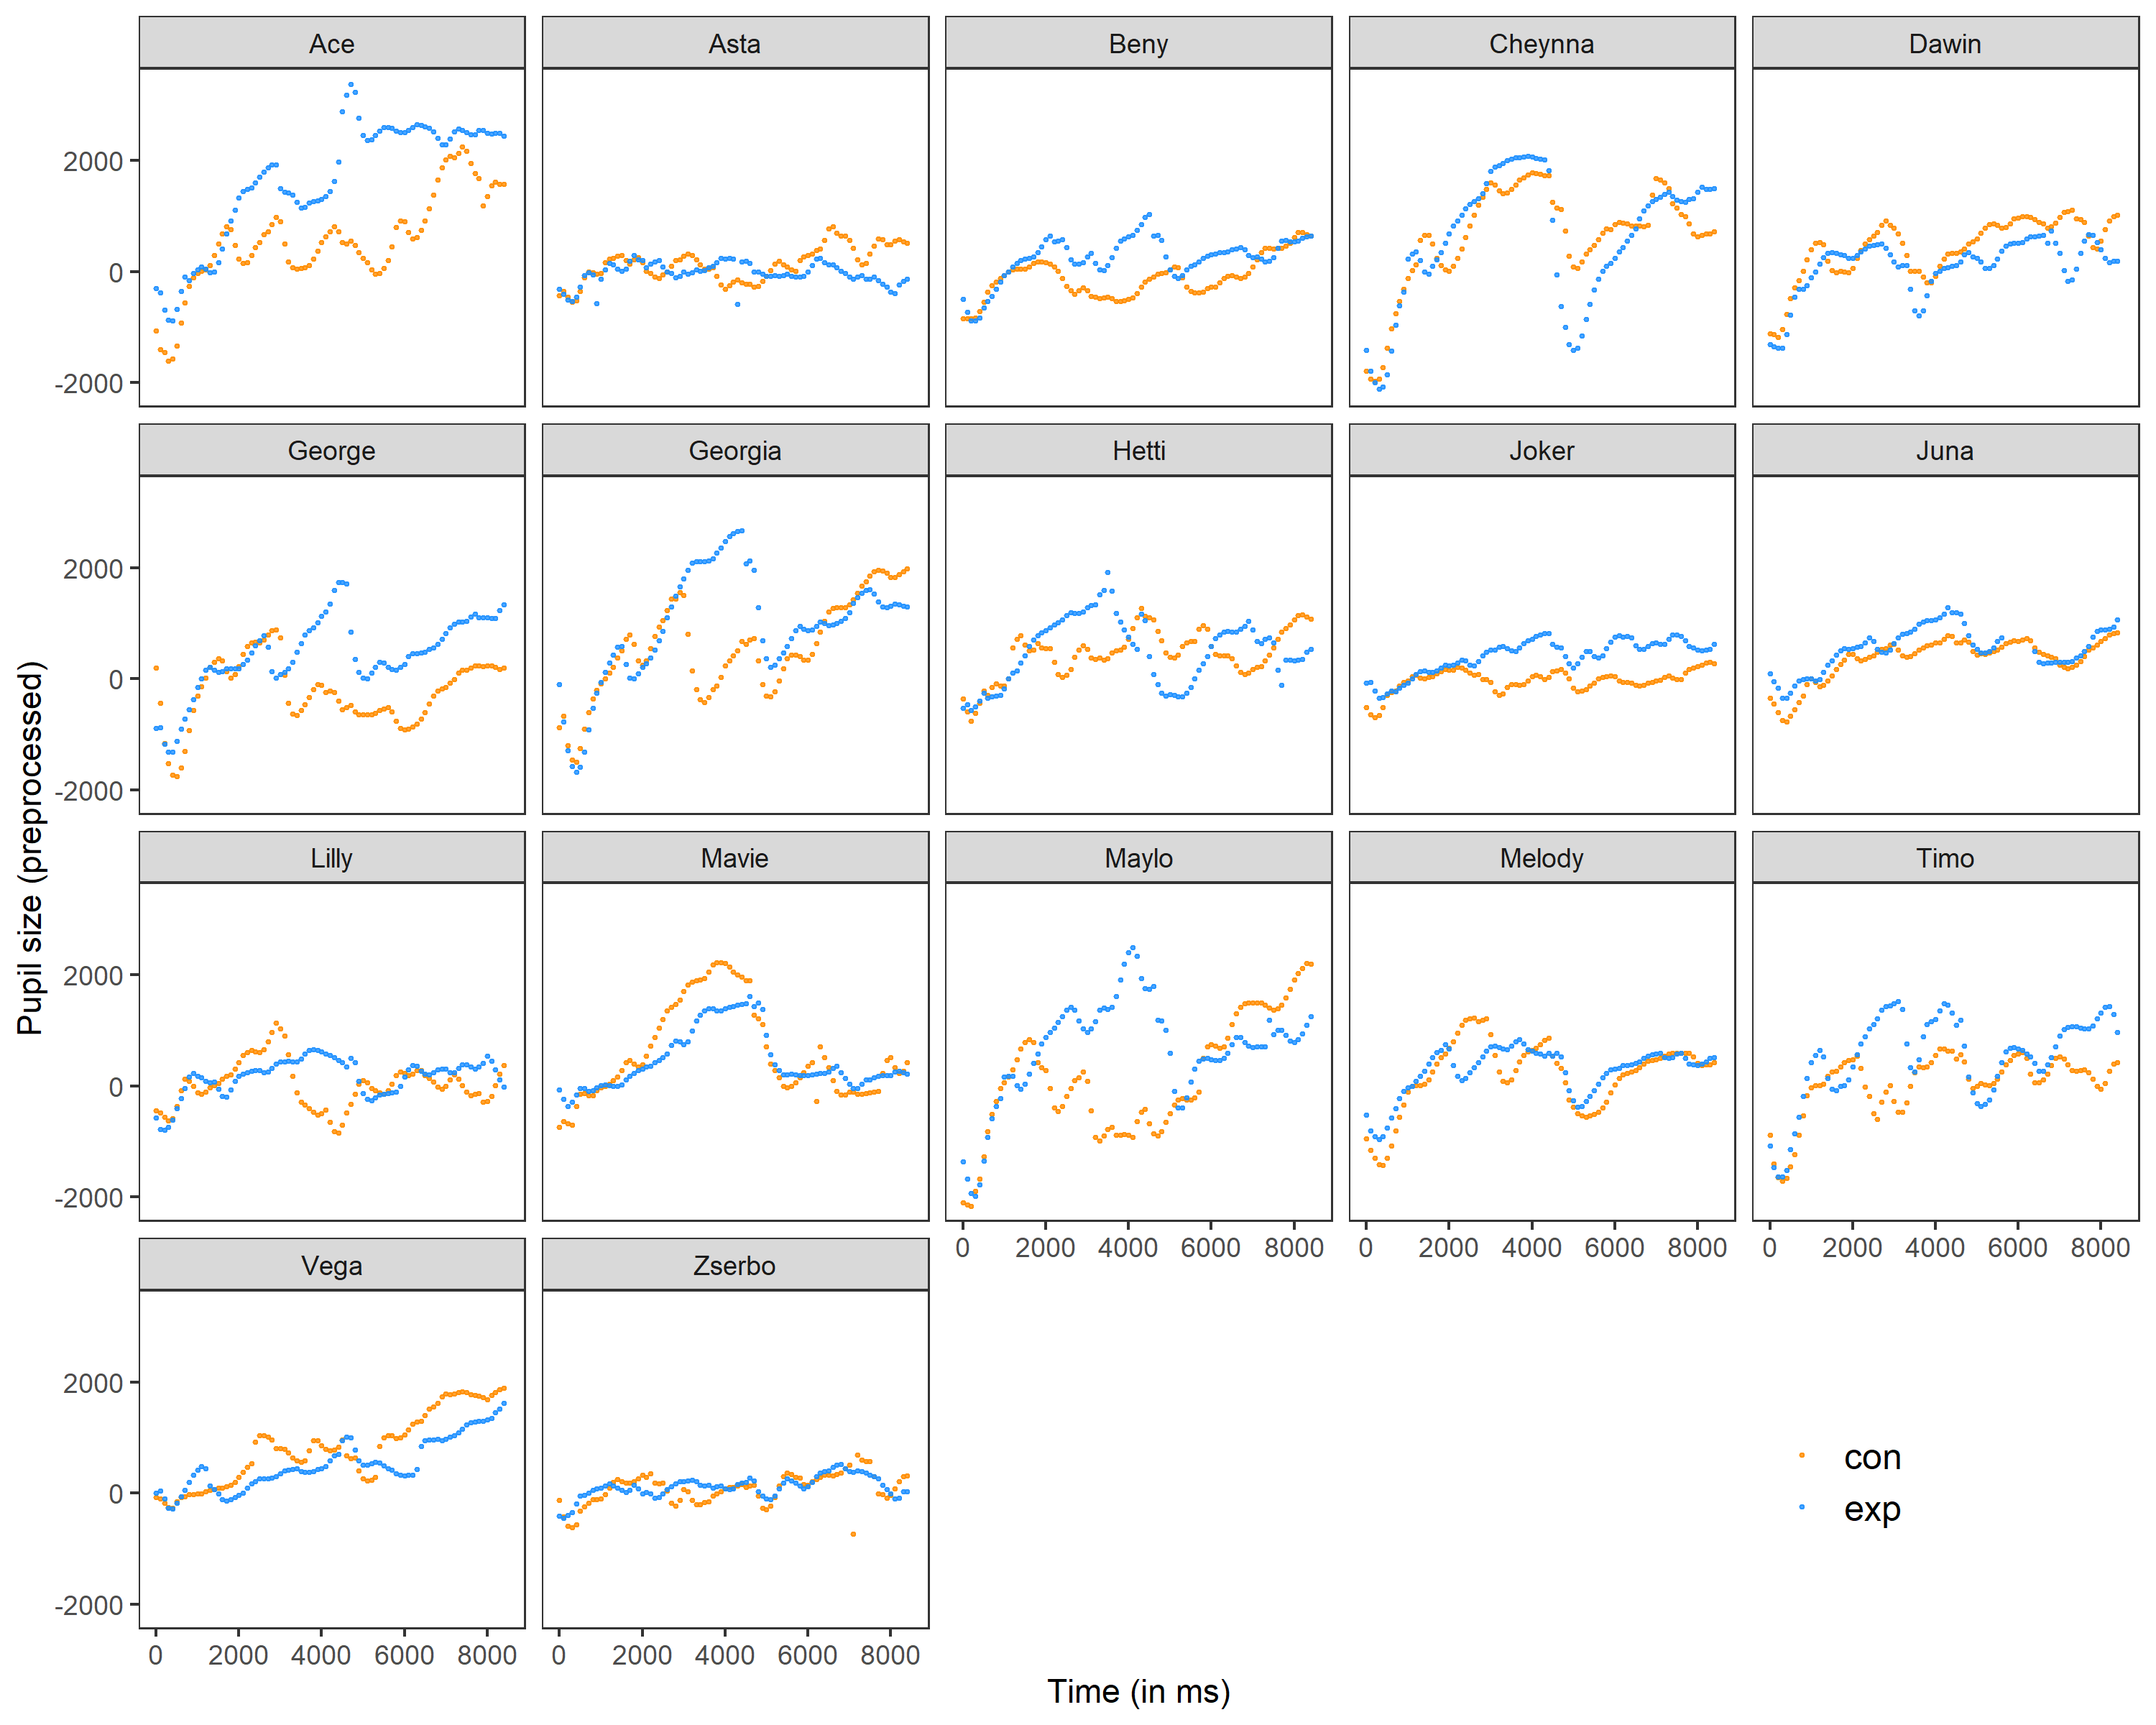 Ace Asta Beny Cheynna Dawin
2000
0
-2000
George Georgia Hetti Joker Juna
2000
0
-2000
Lilly Mavie Maylo Melody Timo
2000
0
-2000
0 2000 4000 6000 8000 0 2000 4000 6000 8000 0 2000 4000 6000 8000
Vega Zserbo
2000
0
-2000
0 2000 4000 6000 8000 0 2000 4000 6000 8000
con
exp
Time (in ms)
Pupil size (preprocessed)